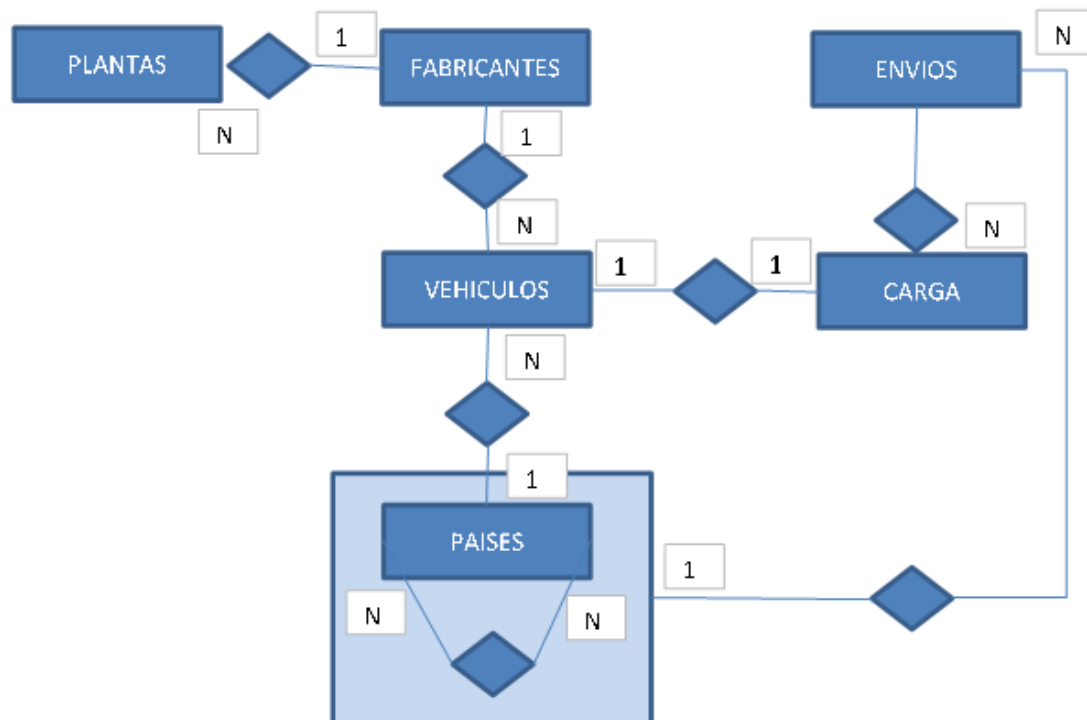 PLANTAS
1
FABRICANTES
ENVIOS
N
N
1
N
N
VEHICULOS
1
1
CARGA
N
1
PAISES
1
N
N